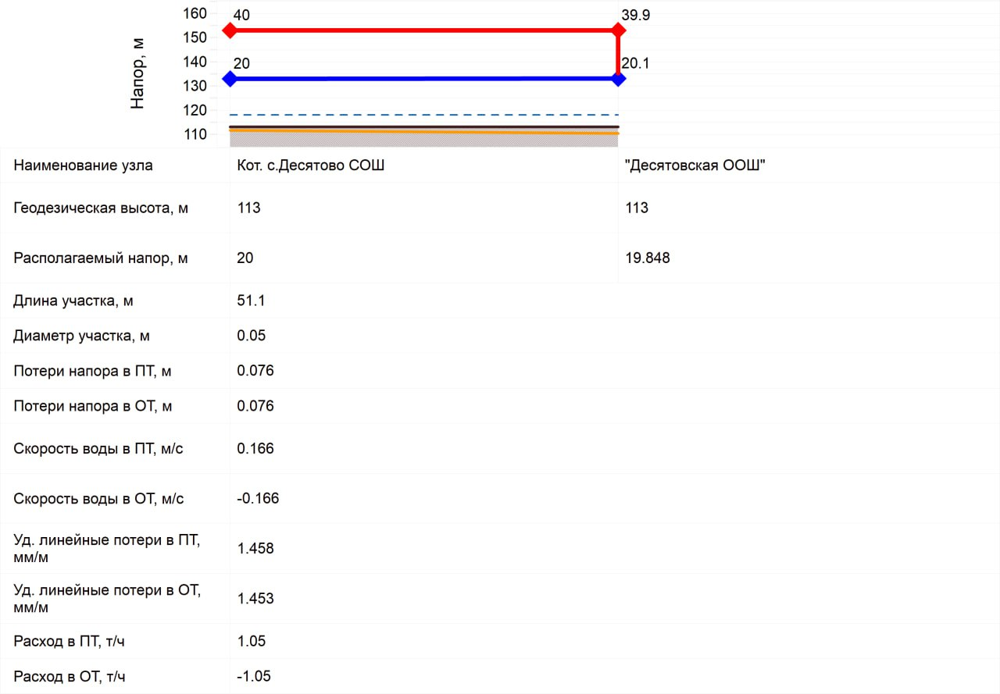 160
40
39.9
150
Напор, м
140
20
20.1
130
120
110
Наименование узла
Кот. с.Десятово СОШ
"Десятовская ООШ"
Геодезическая высота, м
113
113
Располагаемый напор, м
20
19.848
Длина участка, м
51.1
Диаметр участка, м
0.05
Потери напора в ПТ, м
0.076
Потери напора в ОТ, м
0.076
Скорость воды в ПТ, м/с
0.166
Скорость воды в ОТ, м/с
-0.166
Уд. линейные потери в ПТ,
мм/м
1.458
Уд. линейные потери в ОТ,
мм/м
1.453
Расход в ПТ, т/ч
1.05
Расход в ОТ, т/ч
-1.05